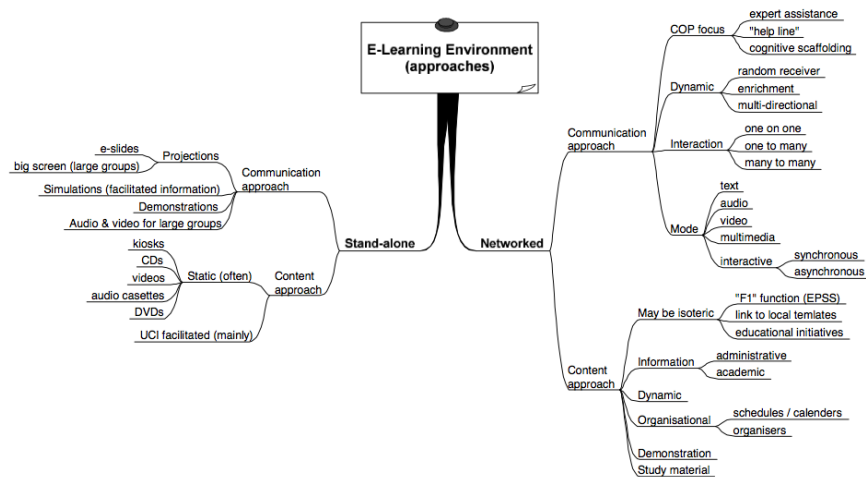 E-Learning Environment
(approaches)
Stand-alone
Communication
approach
Projections
e-slides
big screen (large groups)
Simulations (facilitated information)
Demonstrations
Audio & video for large groups
Content
approach
Static (often)
kiosks
CDs
videos
audio casettes
DVDs
UCI facilitated (mainly)
Networked
Communication
approach
COP focus
expert assistance
"help line"
cognitive scaffolding
Dynamic
random receiver
enrichment
multi-directional
Interaction
one on one
one to many
many to many
Mode
text
audio
video
multimedia
interactive
synchronous
asynchronous
Content
approach
May be isoteric
"F1" function (EPSS)
link to local temlates
educational initiatives
Information
administrative
academic
Dynamic
Organisational
schedules / calenders
organisers
Demonstration
Study material